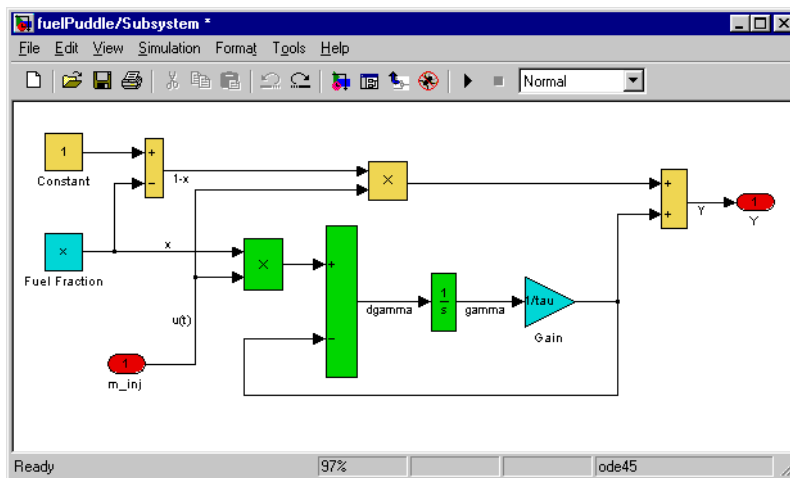 fuelPuddle/Subsystem *
File Edit View Simulation Format Tools Help
Normal
1
Constant
+
−
1-x
×
+
+
Y
1
Y
x
Fuel Fraction
x
×
u(t)
+
−
dgamma
1
s
gamma
1/tau
Gain
1
m_inj
Ready 97% ode45